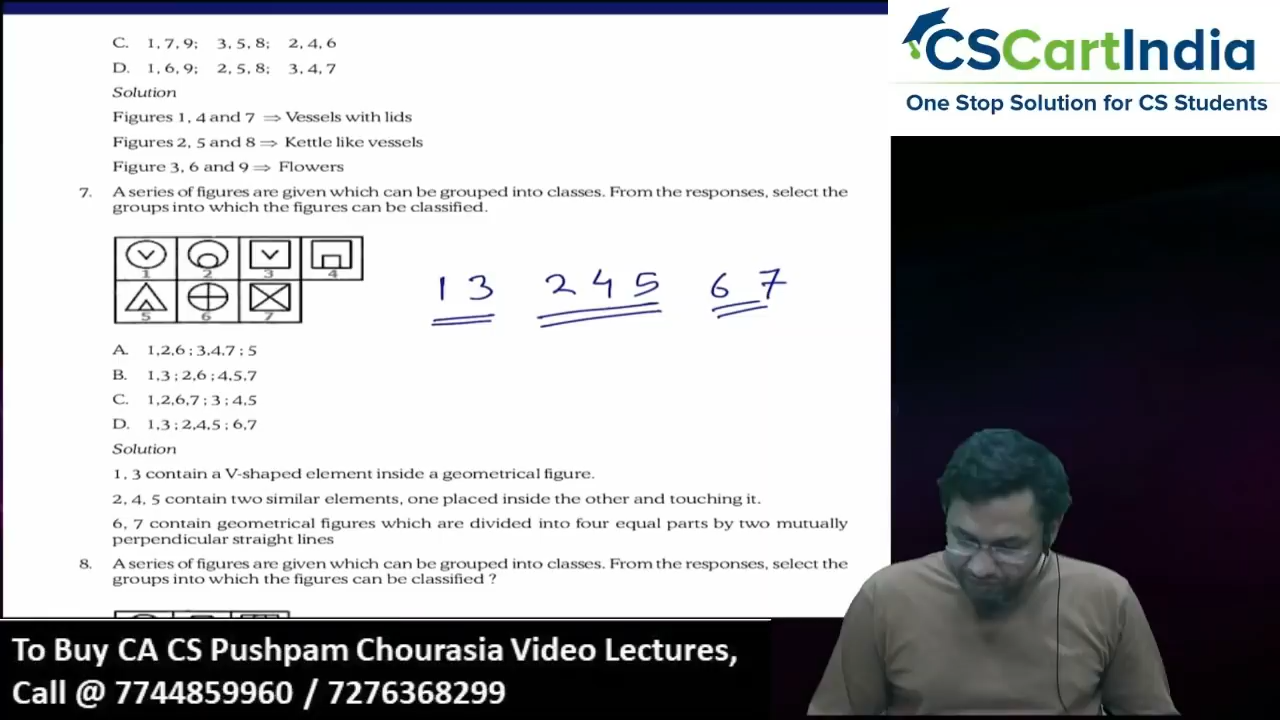 C. 1, 7, 9; 3, 5, 8; 2, 4, 6
D. 1, 6, 9; 2, 5, 8; 3, 4, 7
Solution
Figures 1, 4 and 7 ⇒ Vessels with lids
Figures 2, 5 and 8 ⇒ Kettle like vessels
Figure 3, 6 and 9 ⇒ Flowers
7. A series of figures are given which can be grouped into classes. From the responses, select the
groups into which the figures can be classified.
1 2 3 4
5 6 7
1 3 2 4 5 6 7
A. 1,2,6 ; 3,4,7 ; 5
B. 1,3 ; 2,6 ; 4,5,7
C. 1,2,6,7 ; 3 ; 4,5
D. 1,3 ; 2,4,5 ; 6,7
Solution
1, 3 contain a V-shaped element inside a geometrical figure.
2, 4, 5 contain two similar elements, one placed inside the other and touching it.
6, 7 contain geometrical figures which are divided into four equal parts by two mutually
perpendicular straight lines
8. A series of figures are given which can be grouped into classes. From the responses, select the
groups into which the figures can be classified ?
CSCartIndia
One Stop Solution for CS Students
To Buy CA CS Pushpam Chourasia Video Lectures,
Call @ 7744859960 / 7276368299